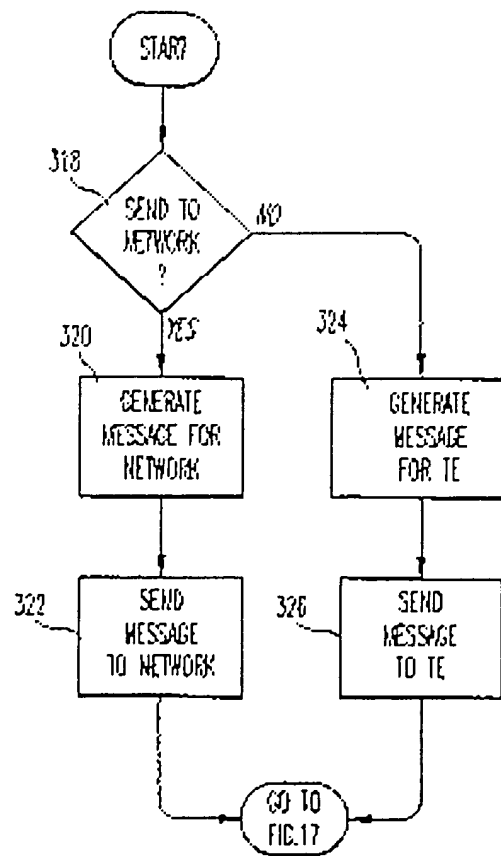 START
318
SEND TO
NETWORK
?
NO
YES
320
GENERATE
MESSAGE FOR
NETWORK
324
GENERATE
MESSAGE
FOR TE
322
SEND
MESSAGE
TO NETWORK
326
SEND
MESSAGE
TO TE
GO TO
FIG.17